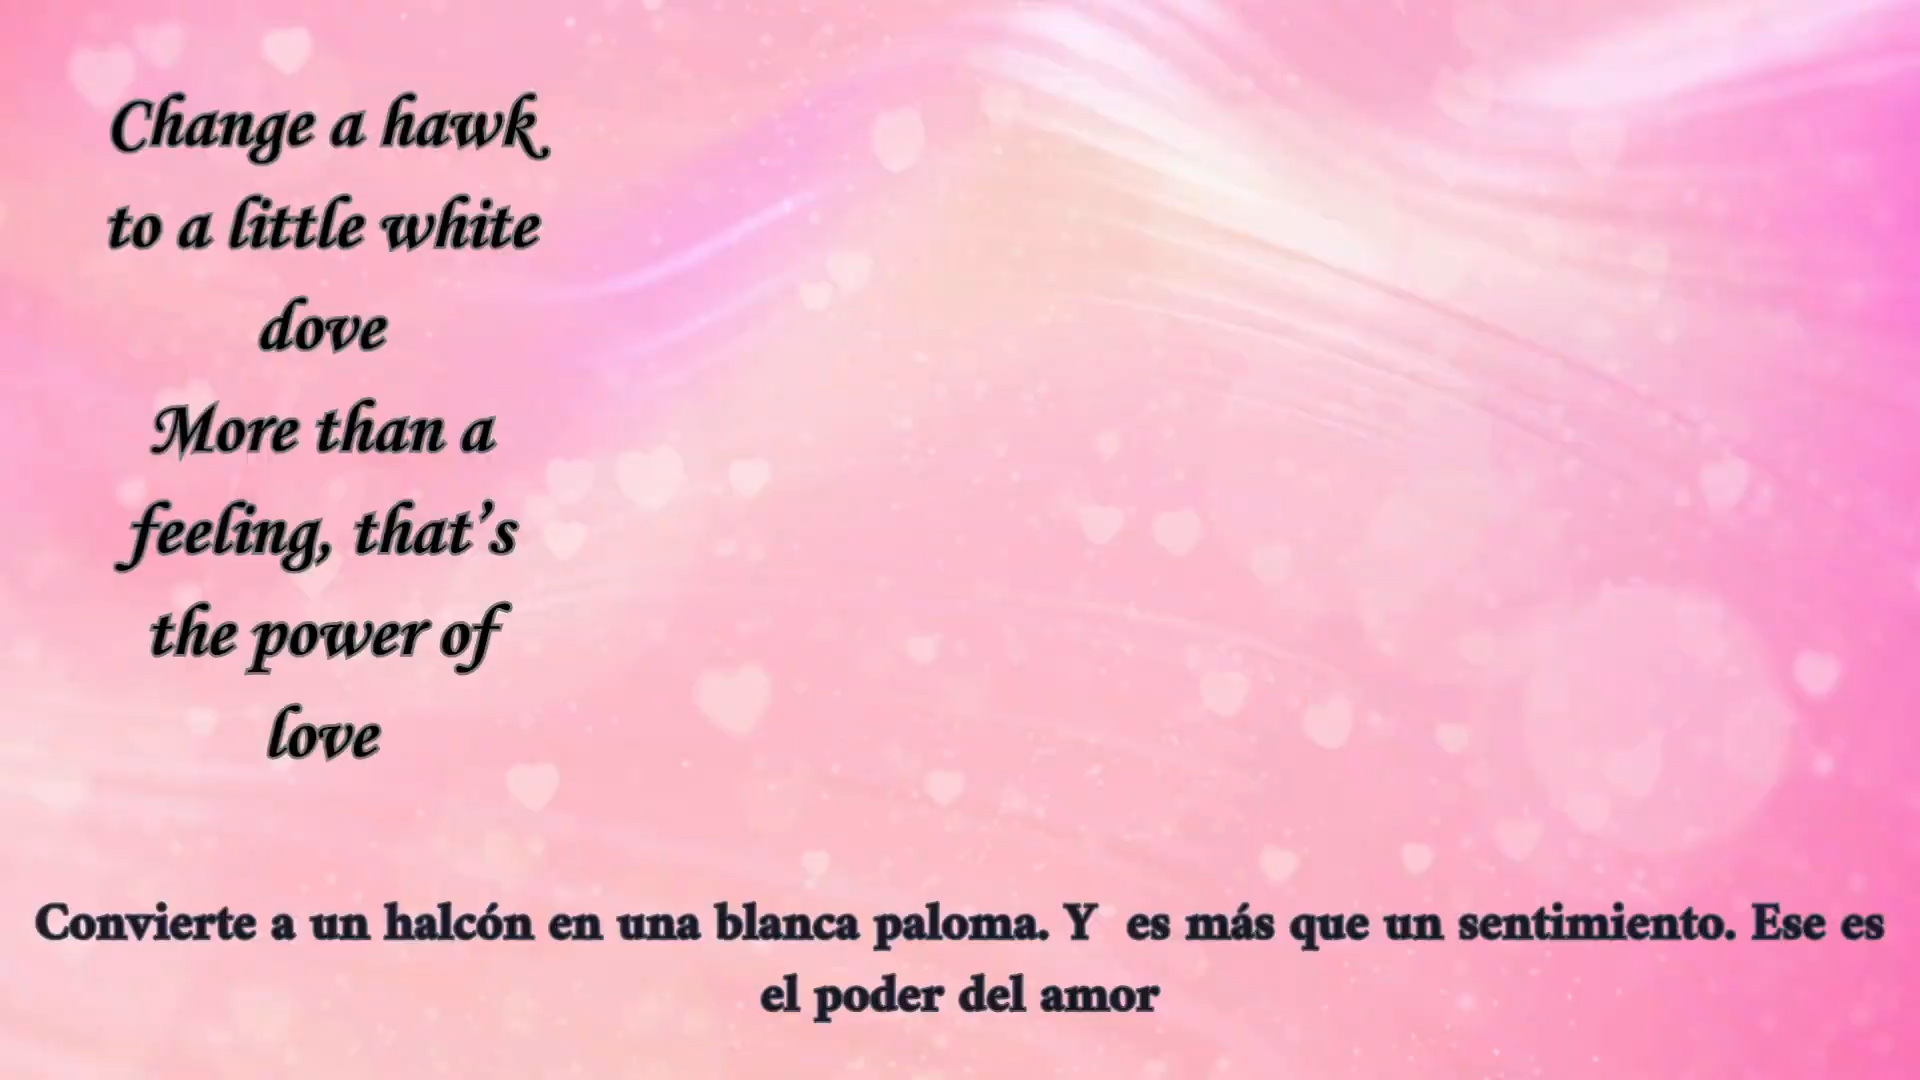 Change a hawk
to a little white
dove
More than a
feeling, that's
the power of
love
Convierte a un halcón en una blanca paloma. Y  es más que un sentimiento. Ese es
el poder del amor